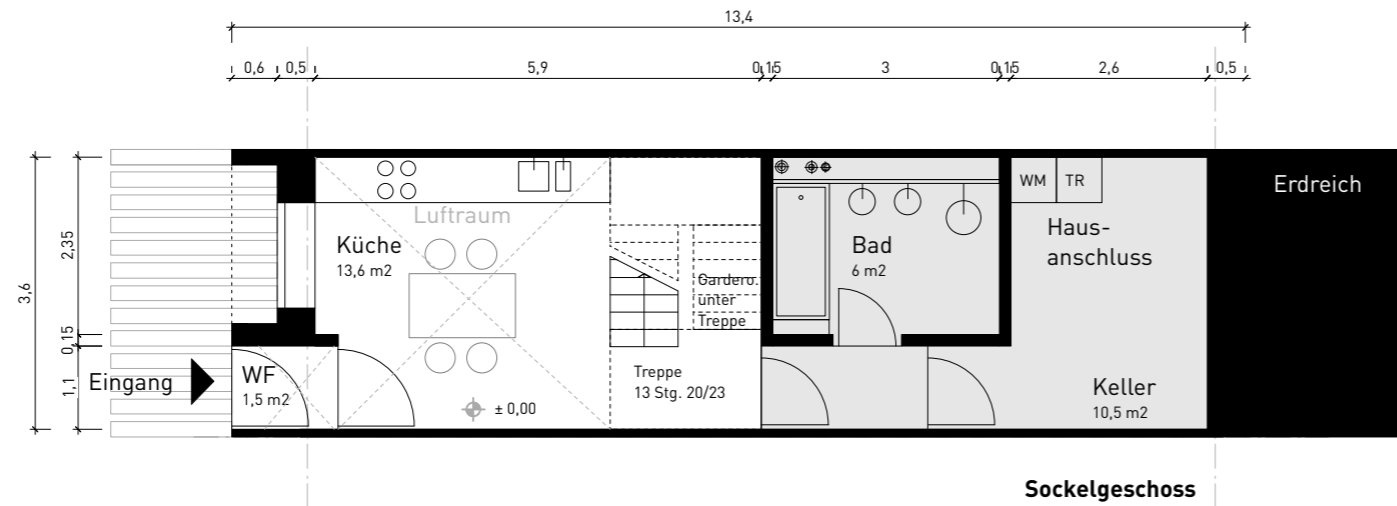 13,4
0,6 0,5 5,9 0,15 3 0,15 2,6 0,5
3,6
2,35
0,15
1,1
Luftraum
Küche
13,6 m2
Gardero.
unter
Treppe
Treppe
13 Stg. 20/23
Bad
6 m2
WM TR
Haus-
anschluss
Erdreich
Eingang
WF
1,5 m2
± 0,00
Keller
10,5 m2
Sockelgeschoss